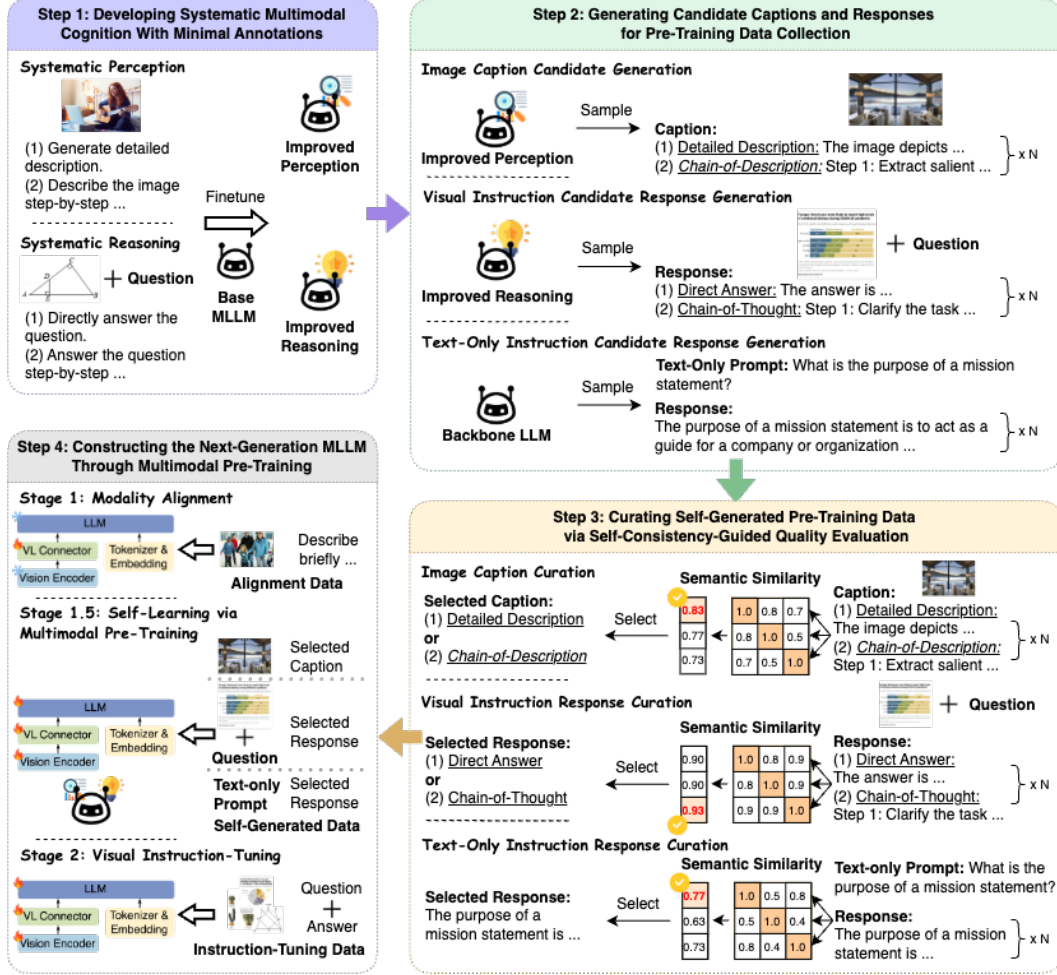 Step 1: Developing Systematic Multimodal
Cognition With Minimal Annotations
Systematic Perception
(1) Generate detailed
description.
(2) Describe the image
step-by-step ...
Systematic Reasoning
A
B
C
D
E
+ Question
(1) Directly answer the
question.
(2) Answer the question
step-by-step ...
Finetune
Base
MLLM
Improved
Perception
Improved
Reasoning
Step 2: Generating Candidate Captions and Responses
for Pre-Training Data Collection
Image Caption Candidate Generation
Improved Perception
Sample
Caption:
(1) Detailed Description: The image depicts ...
(2) Chain-of-Description: Step 1: Extract salient ...
x N
Visual Instruction Candidate Response Generation
Improved Reasoning
Sample
+ Question
Response:
(1) Direct Answer: The answer is ...
(2) Chain-of-Thought: Step 1: Clarify the task ...
x N
Text-Only Instruction Candidate Response Generation
Backbone LLM
Sample
Text-Only Prompt: What is the purpose of a mission
statement?
Response:
The purpose of a mission statement is to act as a
guide for a company or organization ...
x N
Step 3: Curating Self-Generated Pre-Training Data
via Self-Consistency-Guided Quality Evaluation
Image Caption Curation
Selected Caption:
(1) Detailed Description
or
(2) Chain-of-Description
Select
Semantic Similarity
0.83
0.77
0.73
1.0 0.8 0.7
0.8 1.0 0.5
0.7 0.5 1.0
Caption:
(1) Detailed Description:
The image depicts ...
(2) Chain-of-Description:
Step 1: Extract salient ...
x N
Visual Instruction Response Curation
Selected Response:
(1) Direct Answer
or
(2) Chain-of-Thought
Select
Semantic Similarity
0.90
0.90
0.93
1.0 0.8 0.9
0.8 1.0 0.9
0.9 0.9 1.0
+ Question
Response:
(1) Direct Answer:
The answer is ...
(2) Chain-of-Thought:
Step 1: Clarify the task ...
x N
Text-Only Instruction Response Curation
Selected Response:
The purpose of a
mission statement is ...
Select
Semantic Similarity
0.77
0.63
0.73
1.0 0.5 0.8
0.5 1.0 0.4
0.8 0.4 1.0
Text-only Prompt: What is the
purpose of a mission statement?
Response:
The purpose of a mission
statement is ...
x N
Step 4: Constructing the Next-Generation MLLM
Through Multimodal Pre-Training
Stage 1: Modality Alignment
LLM
VL Connector
Tokenizer &
Embedding
Vision Encoder
Describe
briefly ...
Alignment Data
Stage 1.5: Self-Learning via
Multimodal Pre-Training
Selected
Caption
LLM
VL Connector
Tokenizer &
Embedding
Vision Encoder
+
Question
Selected
Response
Text-only
Prompt
Selected
Response
Self-Generated Data
Stage 2: Visual Instruction-Tuning
LLM
VL Connector
Tokenizer &
Embedding
Vision Encoder
Question
+
Answer
Instruction-Tuning Data